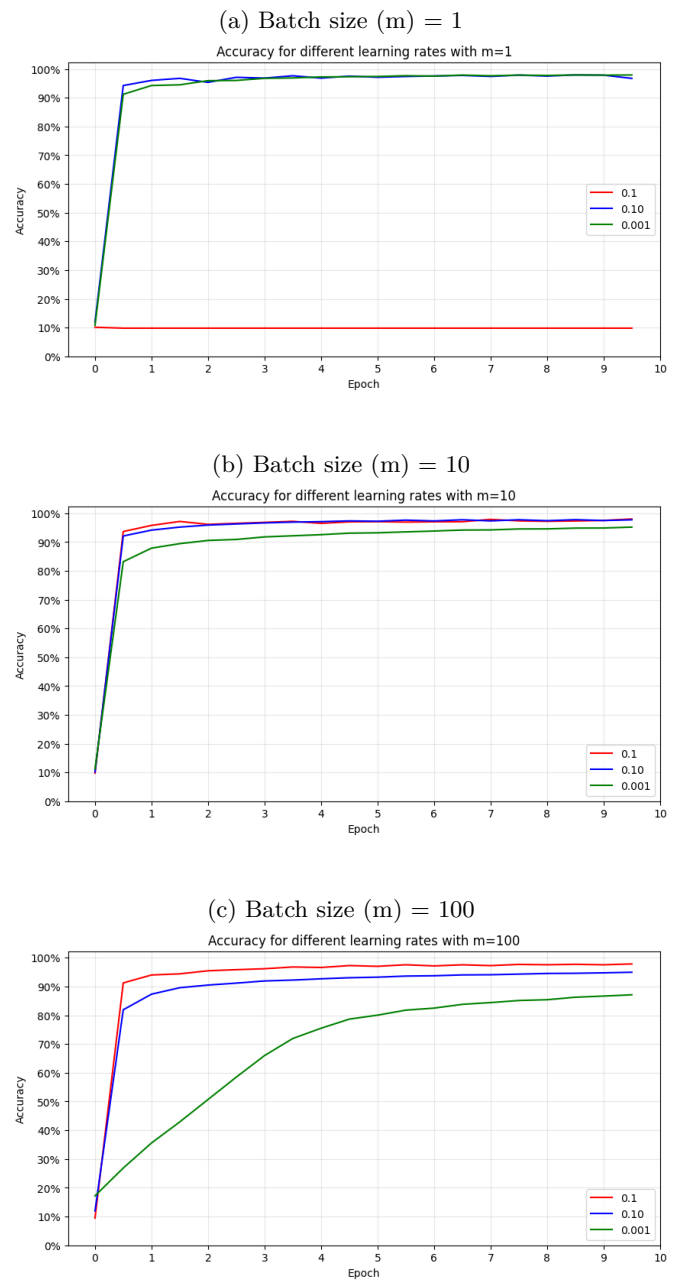 (a) Batch size (m) = 1
Accuracy for different learning rates with m=1
100%
90%
80%
70%
60%
50%
40%
30%
20%
10%
0%
Accuracy
0.1
0.10
0.001
0 1 2 3 4 5 6 7 8 9 10
Epoch
(b) Batch size (m) = 10
Accuracy for different learning rates with m=10
100%
90%
80%
70%
60%
50%
40%
30%
20%
10%
0%
Accuracy
0.1
0.10
0.001
0 1 2 3 4 5 6 7 8 9 10
Epoch
(c) Batch size (m) = 100
Accuracy for different learning rates with m=100
100%
90%
80%
70%
60%
50%
40%
30%
20%
10%
0%
Accuracy
0.1
0.10
0.001
0 1 2 3 4 5 6 7 8 9 10
Epoch